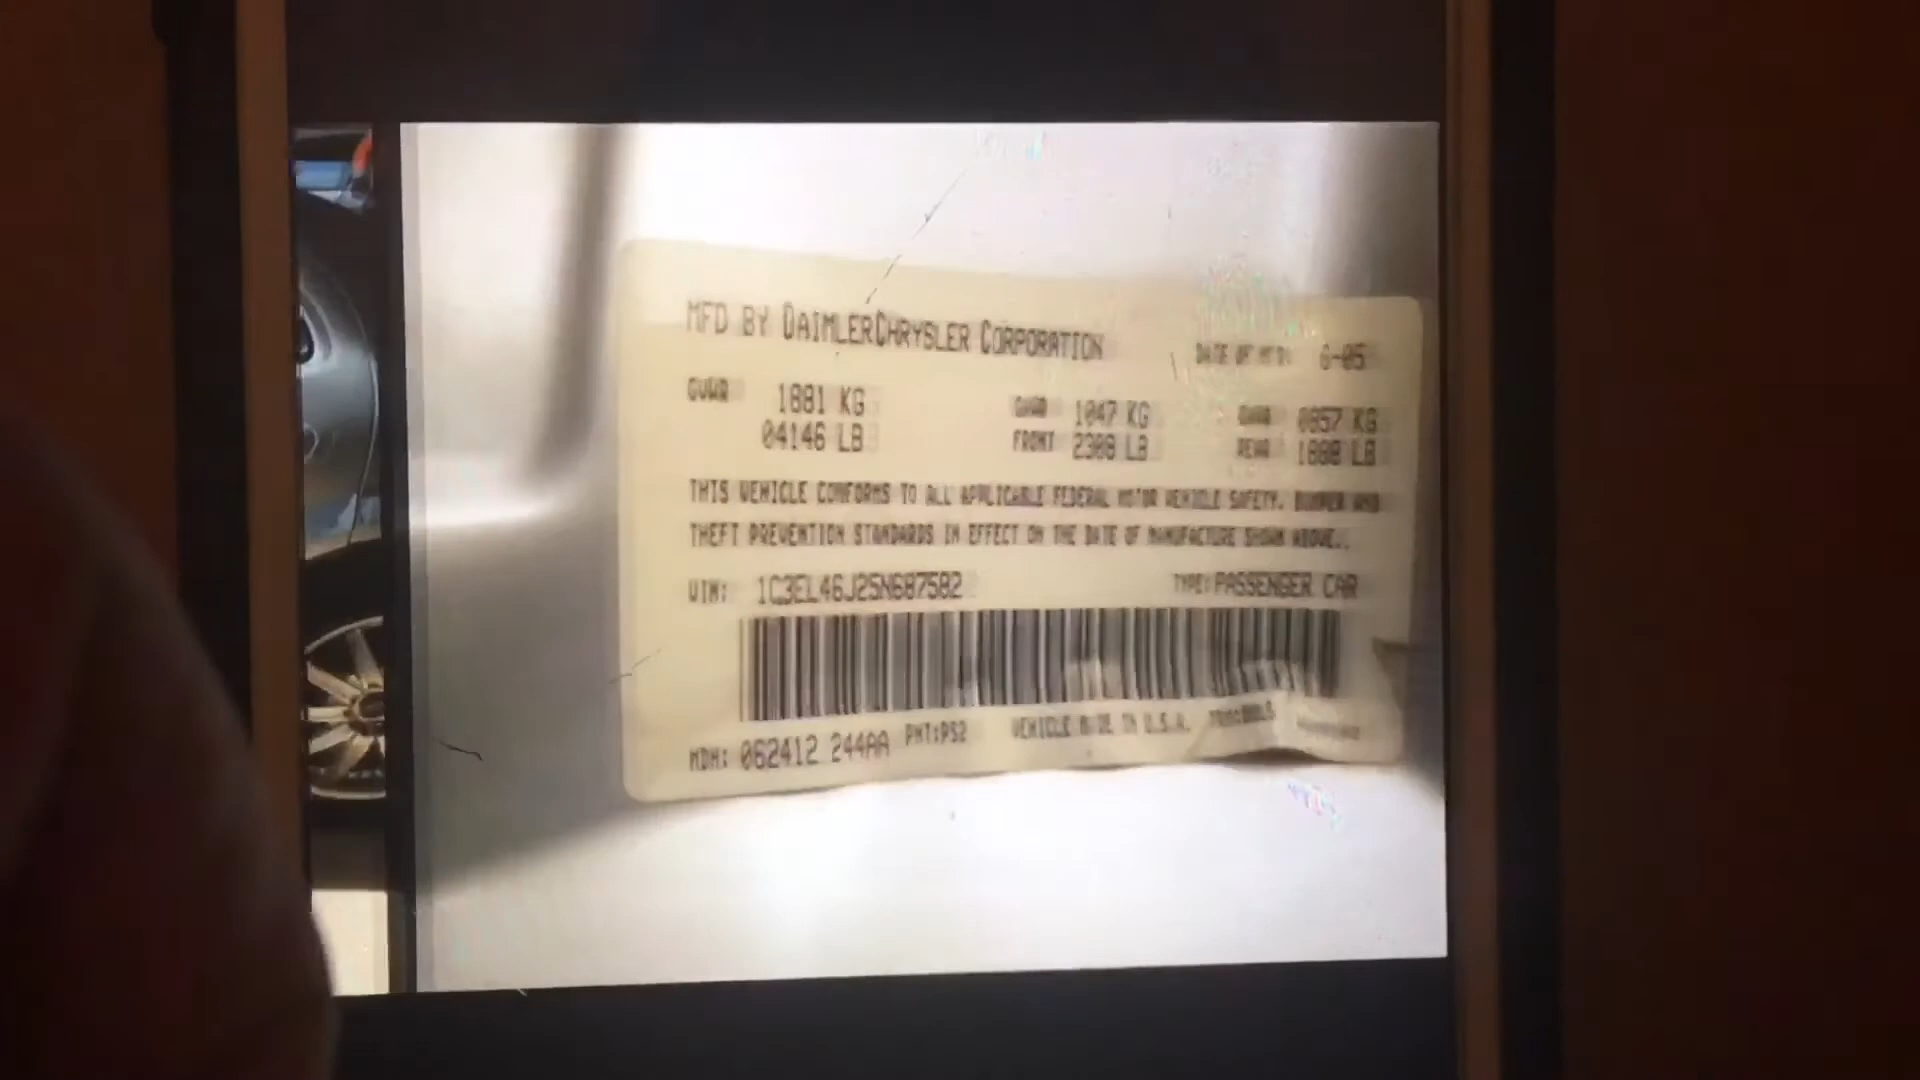 MFD BY DAIMLERCHRYSLER CORPORATION
DATE OF MFD: 6-05
GVWR 1881 KG
04146 LB
GAWR 1047 KG
FRONT 2308 LB
GAWR 0857 KG
REAR 1888 LB
THIS VEHICLE CONFORMS TO ALL APPLICABLE FEDERAL MOTOR VEHICLE SAFETY, BUMPER AND
THEFT PREVENTION STANDARDS IN EFFECT ON THE DATE OF MANUFACTURE SHOWN ABOVE..
VIN: 1C3EL46J25N687582 TYPE: PASSENGER CAR
MDH: 062412 244AA PNT:PS2 VEHICLE MADE IN U.S.A.